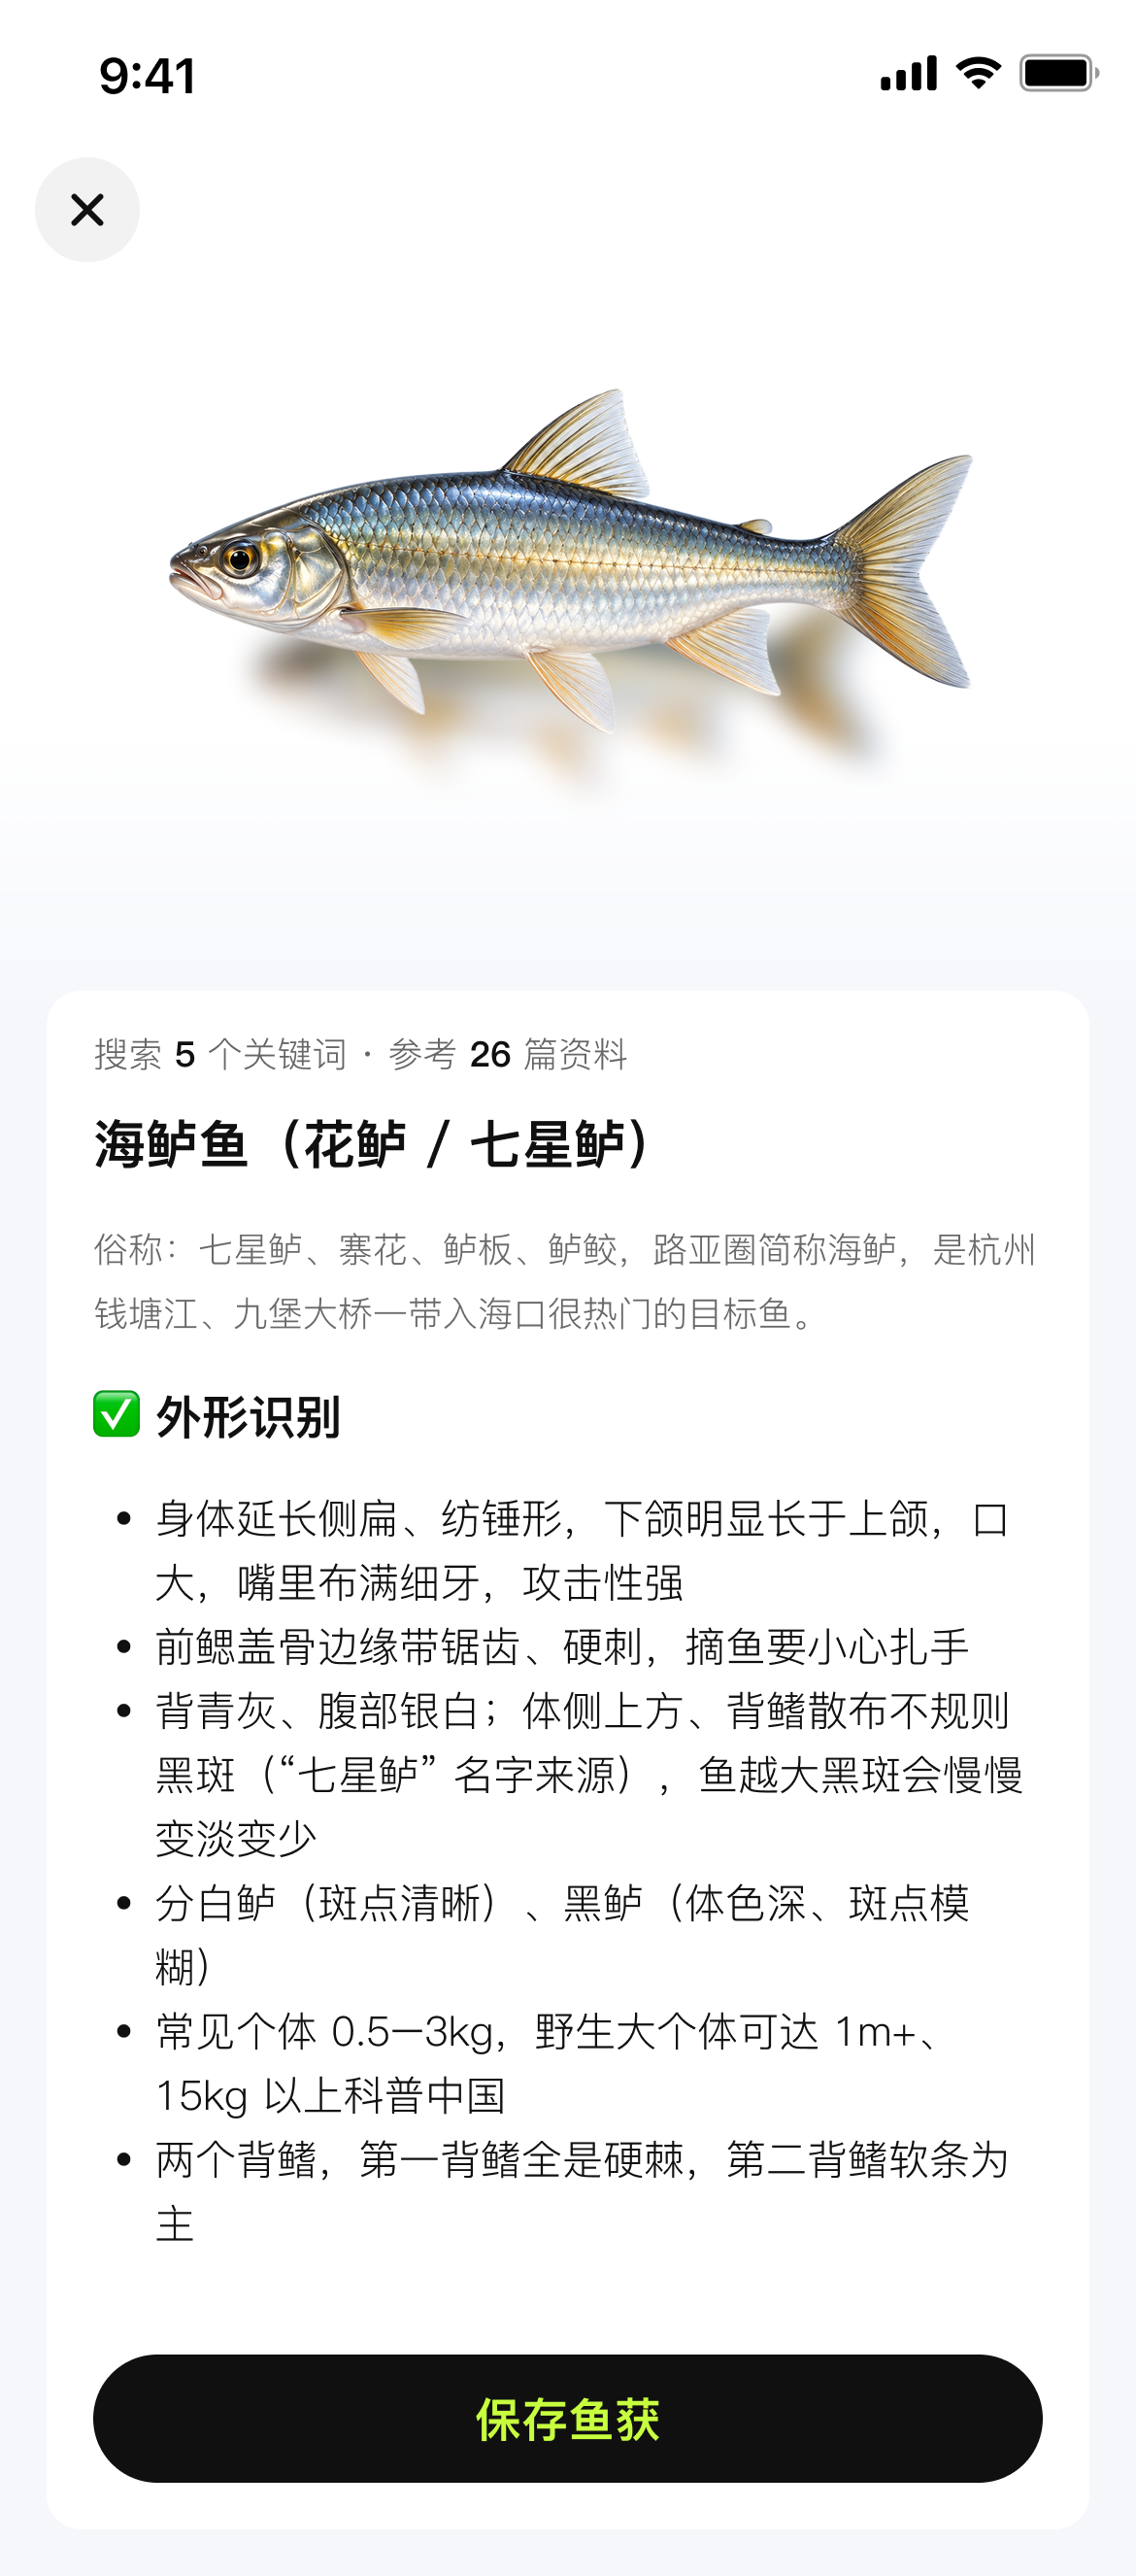 9:41
搜索 5 个关键词 · 参考 26 篇资料
海鲈鱼（花鲈 / 七星鲈）
俗称：七星鲈、寨花、鲈板、鲈鲛，路亚圈简称海鲈，是杭州
钱塘江、九堡大桥一带入海口很热门的目标鱼。
✅ 外形识别
• 身体延长侧扁、纺锤形，下颌明显长于上颌，口
大，嘴里布满细牙，攻击性强
• 前鳃盖骨边缘带锯齿、硬刺，摘鱼要小心扎手
• 背青灰、腹部银白；体侧上方、背鳍散布不规则
黑斑（“七星鲈” 名字来源），鱼越大黑斑会慢慢
变淡变少
• 分白鲈（斑点清晰）、黑鲈（体色深、斑点模
糊）
• 常见个体 0.5—3kg，野生大个体可达 1m+、
15kg 以上科普中国
• 两个背鳍，第一背鳍全是硬棘，第二背鳍软条为
主
保存鱼获